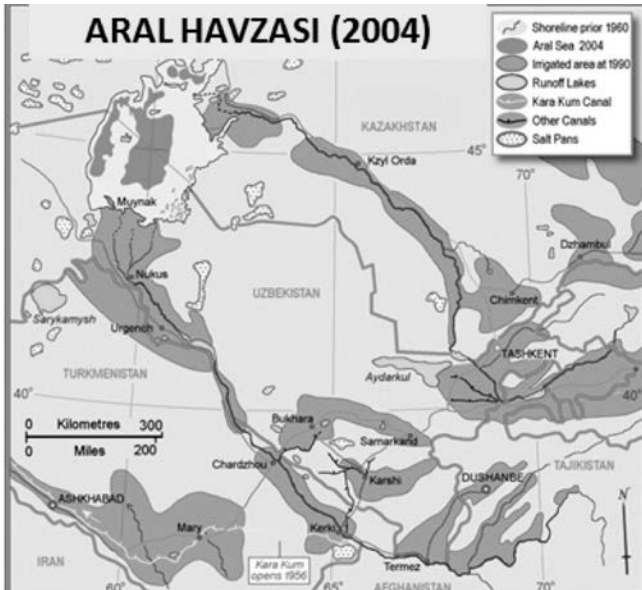 ARAL HAVZASI (2004)
Shoreline prior 1960
Aral Sea 2004
Irrigated area at 1990
Runoff Lakes
Kara Kum Canal
Other Canals
Salt Pans
KAZAKHSTAN
45
Kzyl Orda
70
Muynak
Dzhambul
Nukus
UZBEKISTAN
Chimkent
Sarykamysh
Urgench
TASHKENT
TURKMENISTAN
Aydarkul
40
40
0 Kilometres 300
0 Miles 200
Bukhara
Samarkand
Chardzhou
Karshi
DUSHANBE
TAJIKISTAN
ASHKHABAD
N
Mary
Kerki
IRAN
Kara Kum
opens 1956
Termez
60
65
AFGHANISTAN
70